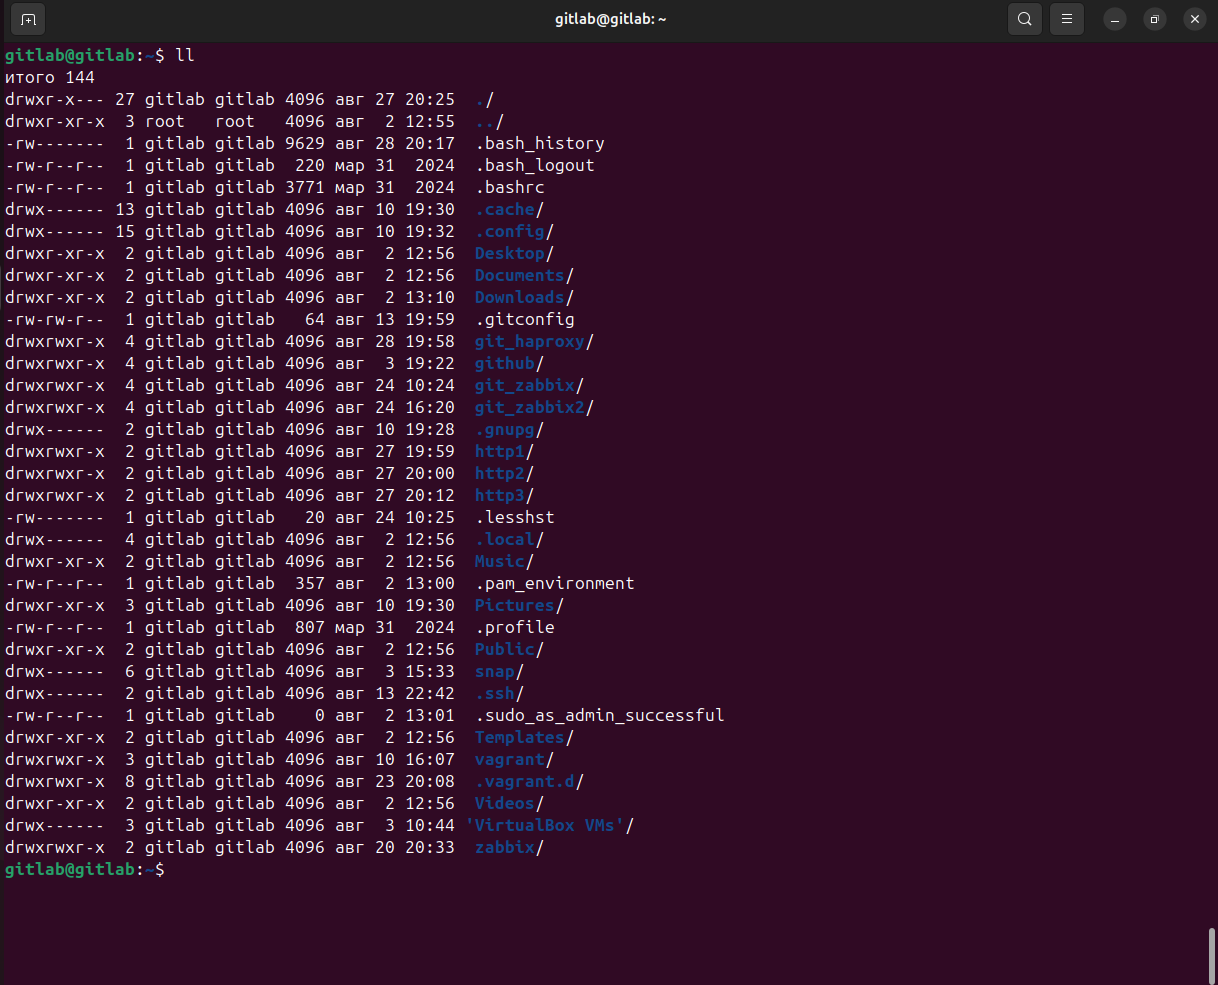 gitlab@gitlab: ~
gitlab@gitlab:~$ ll
итого 144
drwxr-x--- 27 gitlab gitlab 4096 авг 27 20:25  ./
drwxr-xr-x  3 root   root   4096 авг  2 12:55  ../
-rw-------  1 gitlab gitlab 9629 авг 28 20:17  .bash_history
-rw-r--r--  1 gitlab gitlab  220 мар 31  2024  .bash_logout
-rw-r--r--  1 gitlab gitlab 3771 мар 31  2024  .bashrc
drwx------ 13 gitlab gitlab 4096 авг 10 19:30  .cache/
drwx------ 15 gitlab gitlab 4096 авг 10 19:32  .config/
drwxr-xr-x  2 gitlab gitlab 4096 авг  2 12:56  Desktop/
drwxr-xr-x  2 gitlab gitlab 4096 авг  2 12:56  Documents/
drwxr-xr-x  2 gitlab gitlab 4096 авг  2 13:10  Downloads/
-rw-rw-r--  1 gitlab gitlab   64 авг 13 19:59  .gitconfig
drwxrwxr-x  4 gitlab gitlab 4096 авг 28 19:58  git_haproxy/
drwxrwxr-x  4 gitlab gitlab 4096 авг  3 19:22  github/
drwxrwxr-x  4 gitlab gitlab 4096 авг 24 10:24  git_zabbix/
drwxrwxr-x  4 gitlab gitlab 4096 авг 24 16:20  git_zabbix2/
drwx------  2 gitlab gitlab 4096 авг 10 19:28  .gnupg/
drwxrwxr-x  2 gitlab gitlab 4096 авг 27 19:59  http1/
drwxrwxr-x  2 gitlab gitlab 4096 авг 27 20:00  http2/
drwxrwxr-x  2 gitlab gitlab 4096 авг 27 20:12  http3/
-rw-------  1 gitlab gitlab   20 авг 24 10:25  .lesshst
drwx------  4 gitlab gitlab 4096 авг  2 12:56  .local/
drwxr-xr-x  2 gitlab gitlab 4096 авг  2 12:56  Music/
-rw-r--r--  1 gitlab gitlab  357 авг  2 13:00  .pam_environment
drwxr-xr-x  3 gitlab gitlab 4096 авг 10 19:30  Pictures/
-rw-r--r--  1 gitlab gitlab  807 мар 31  2024  .profile
drwxr-xr-x  2 gitlab gitlab 4096 авг  2 12:56  Public/
drwx------  6 gitlab gitlab 4096 авг  3 15:33  snap/
drwx------  2 gitlab gitlab 4096 авг 13 22:42  .ssh/
-rw-r--r--  1 gitlab gitlab    0 авг  2 13:01  .sudo_as_admin_successful
drwxr-xr-x  2 gitlab gitlab 4096 авг  2 12:56  Templates/
drwxrwxr-x  3 gitlab gitlab 4096 авг 10 16:07  vagrant/
drwxrwxr-x  8 gitlab gitlab 4096 авг 23 20:08  .vagrant.d/
drwxr-xr-x  2 gitlab gitlab 4096 авг  2 12:56  Videos/
drwx------  3 gitlab gitlab 4096 авг  3 10:44 'VirtualBox VMs'/
drwxrwxr-x  2 gitlab gitlab 4096 авг 20 20:33  zabbix/
gitlab@gitlab:~$